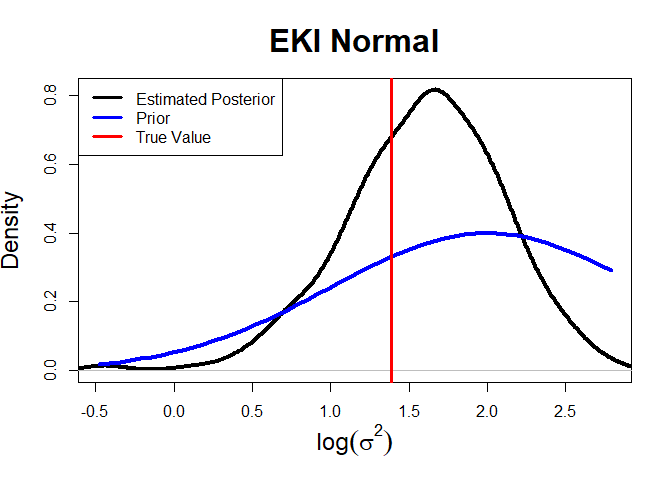 EKI Normal
Estimated Posterior
Prior
True Value
Density
0.8
0.6
0.4
0.2
0.0
-0.5 0.0 0.5 1.0 1.5 2.0 2.5
log(σ²)